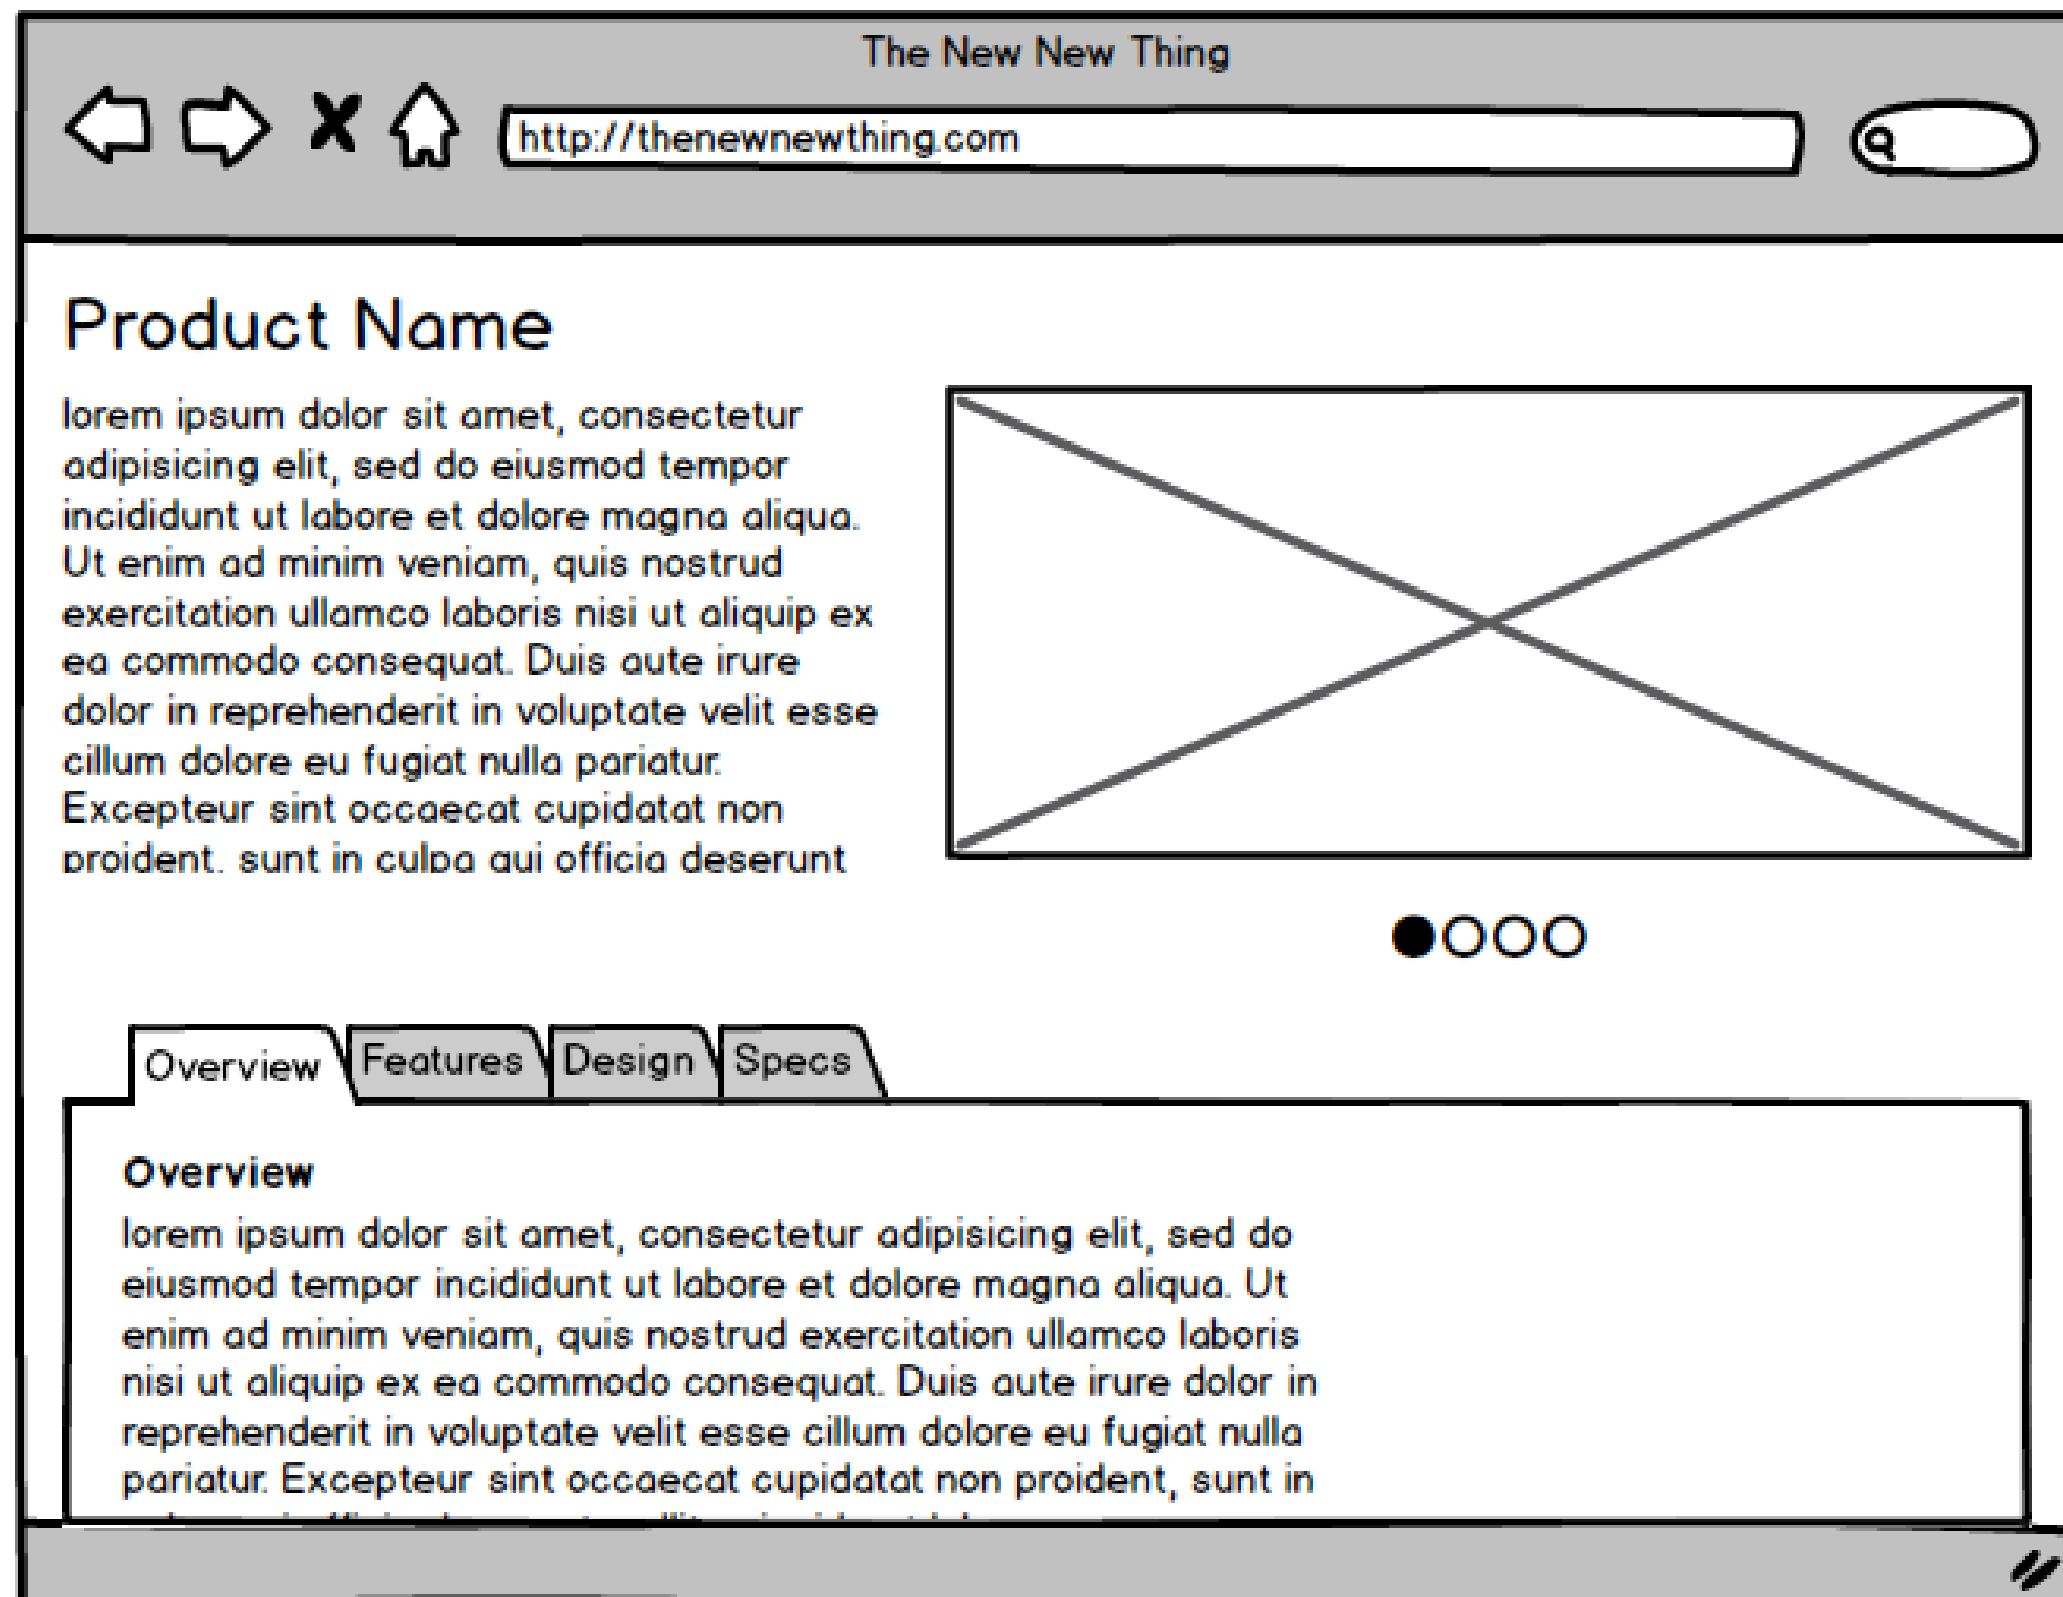 The New New Thing
http://thenewnewthing.com
Product Name
lorem ipsum dolor sit amet, consectetur
adipisicing elit, sed do eiusmod tempor
incididunt ut labore et dolore magna aliqua.
Ut enim ad minim veniam, quis nostrud
exercitation ullamco laboris nisi ut aliquip ex
ea commodo consequat. Duis aute irure
dolor in reprehenderit in voluptate velit esse
cillum dolore eu fugiat nulla pariatur.
Excepteur sint occaecat cupidatat non
proident, sunt in culpa qui officia deserunt
Overview Features Design Specs
Overview
lorem ipsum dolor sit amet, consectetur adipisicing elit, sed do
eiusmod tempor incididunt ut labore et dolore magna aliqua. Ut
enim ad minim veniam, quis nostrud exercitation ullamco laboris
nisi ut aliquip ex ea commodo consequat. Duis aute irure dolor in
reprehenderit in voluptate velit esse cillum dolore eu fugiat nulla
pariatur. Excepteur sint occaecat cupidatat non proident, sunt in